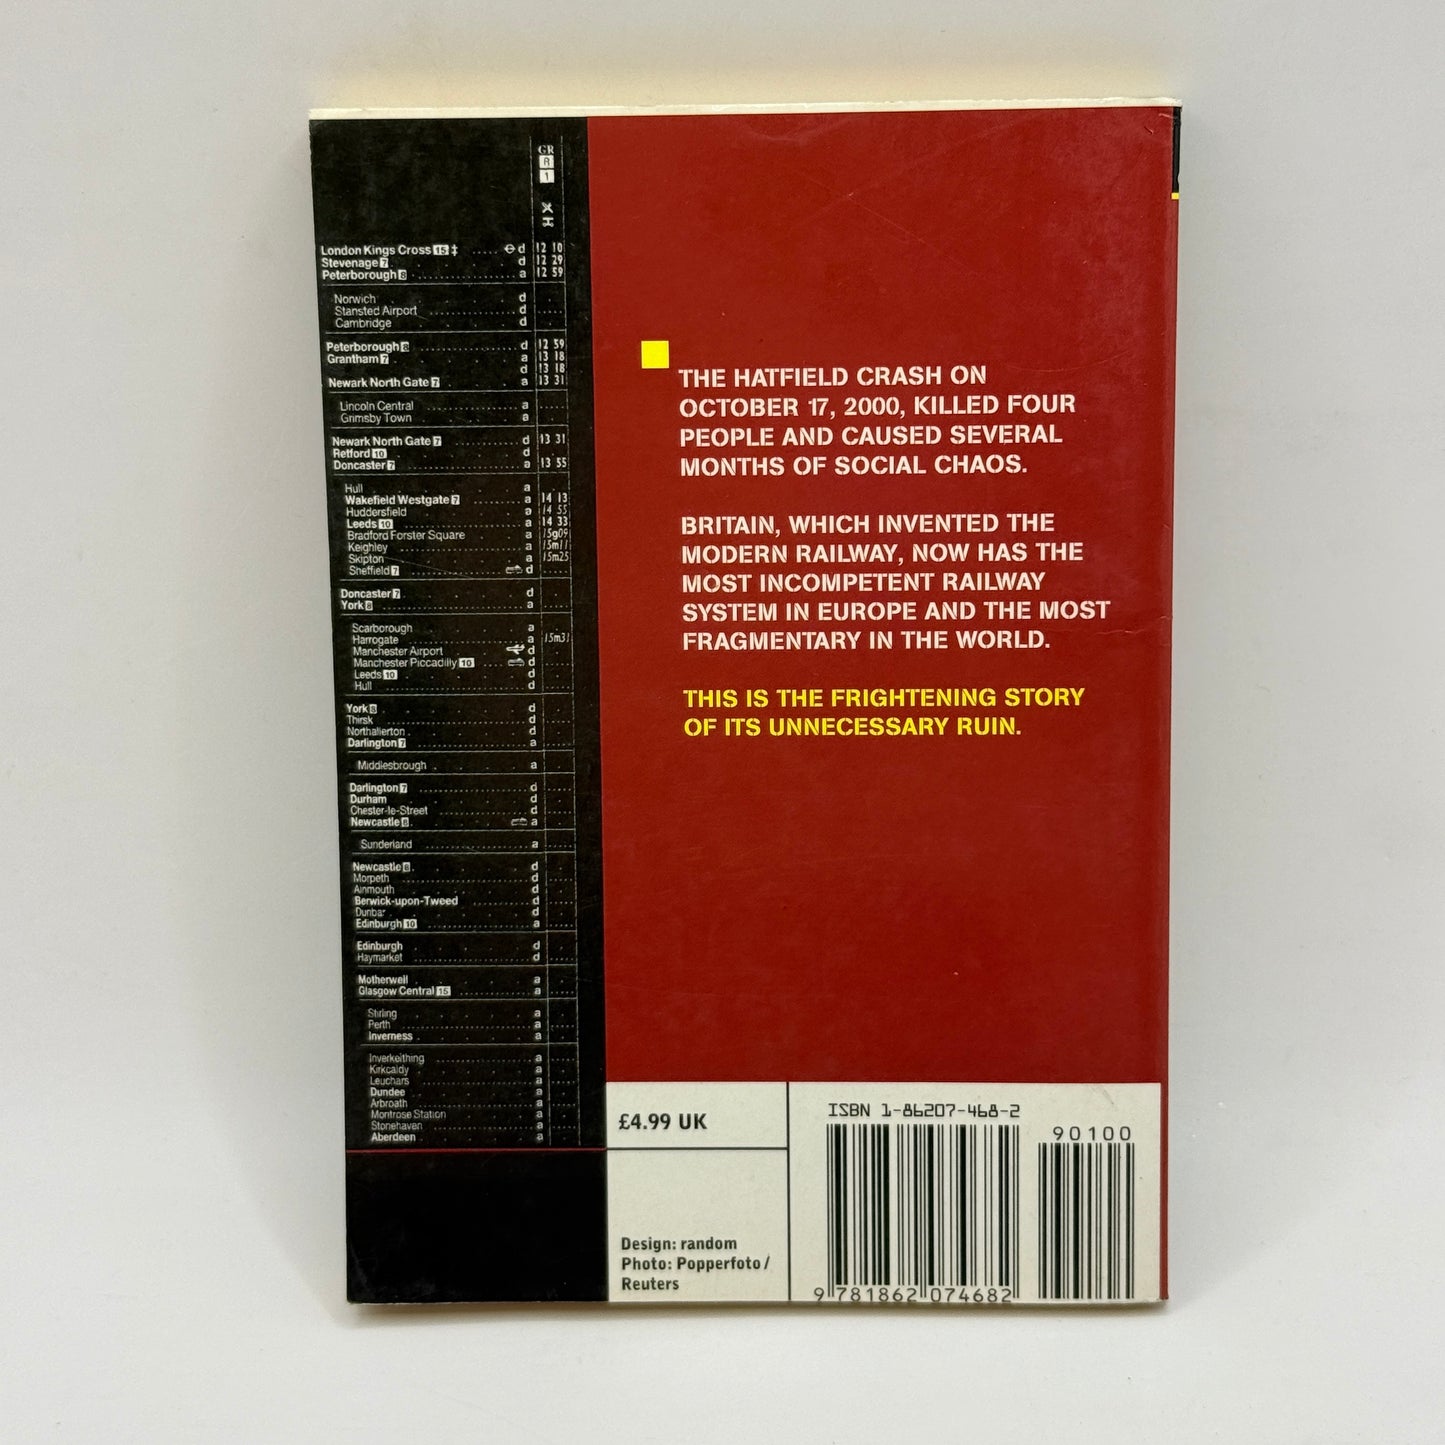 GR
R
1
London Kings Cross 15 ‡ d 12 10
Stevenage 7 d 12 29
Peterborough 8 a 12 59
Norwich d
Stansted Airport d
Cambridge d
Peterborough 8 d 12 59
Grantham 7 a 13 18
d 13 18
Newark North Gate 7 a 13 31
Lincoln Central a
Grimsby Town a
Newark North Gate 7 d 13 31
Retford 10 d
Doncaster 7 a 13 55
Hull a
Wakefield Westgate 7 a 14 13
Huddersfield a 14 55
Leeds 10 a 14 33
Bradford Forster Square a 15g09
Keighley a 15m11
Skipton a 15m25
Sheffield 7 d
Doncaster 7 d
York 8 a
Scarborough a
Harrogate a 15m31
Manchester Airport d
Manchester Piccadilly 10 d
Leeds 10 d
Hull d
York 8 d
Thirsk d
Northallerton d
Darlington 7 a
Middlesbrough a
Darlington 7 d
Durham d
Chester-le-Street d
Newcastle 8 a
Sunderland a
Newcastle 8 d
Morpeth d
Alnmouth d
Berwick-upon-Tweed d
Dunbar d
Edinburgh 10 a
Edinburgh d
Haymarket d
Motherwell a
Glasgow Central 15 a
Stirling a
Perth a
Inverness a
Inverkeithing a
Kirkcaldy a
Leuchars a
Dundee a
Arbroath a
Montrose Station a
Stonehaven a
Aberdeen a
THE HATFIELD CRASH ON
OCTOBER 17, 2000, KILLED FOUR
PEOPLE AND CAUSED SEVERAL
MONTHS OF SOCIAL CHAOS.
BRITAIN, WHICH INVENTED THE
MODERN RAILWAY, NOW HAS THE
MOST INCOMPETENT RAILWAY
SYSTEM IN EUROPE AND THE MOST
FRAGMENTARY IN THE WORLD.
THIS IS THE FRIGHTENING STORY
OF ITS UNNECESSARY RUIN.
£4.99 UK
Design: random
Photo: Popperfoto/
Reuters
ISBN 1-86207-468-2
90100
9 781862 074682